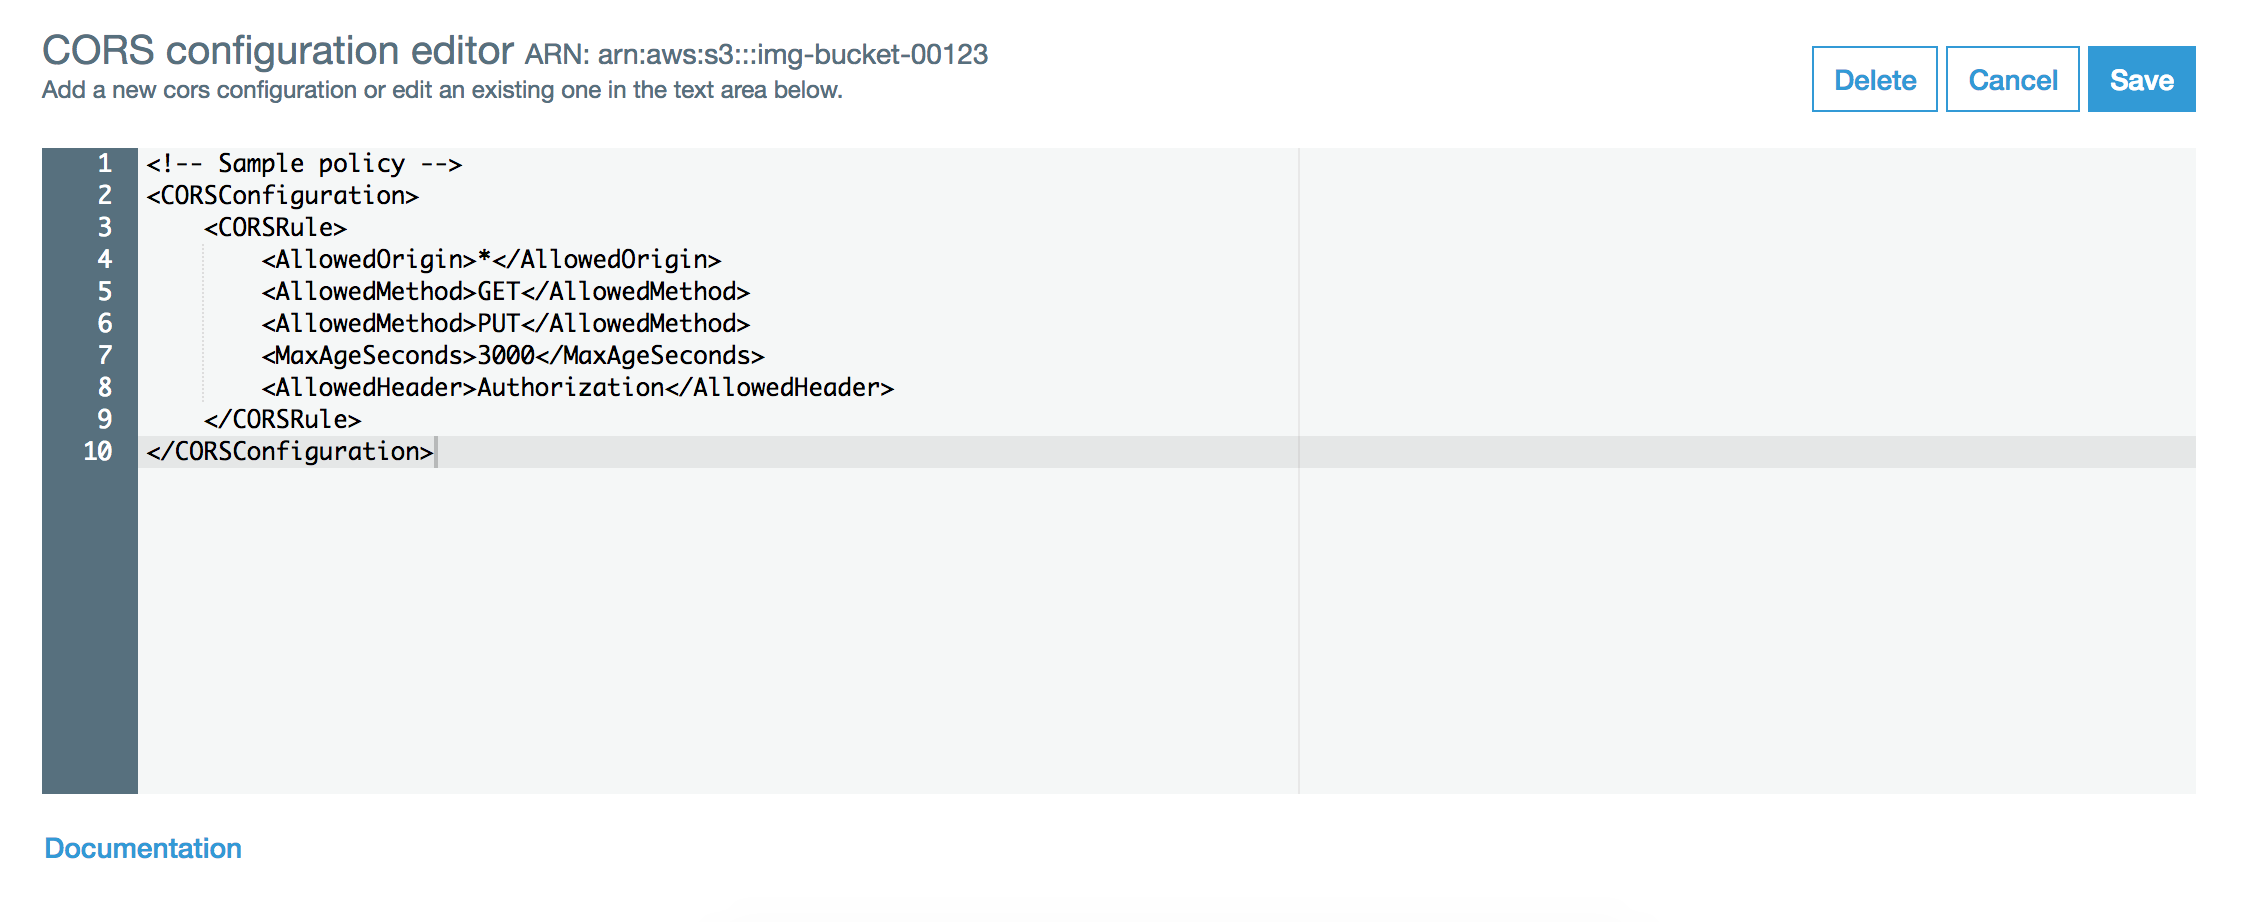 CORS configuration editor ARN: arn:aws:s3:::img-bucket-00123
Add a new cors configuration or edit an existing one in the text area below.
Delete Cancel Save
1 <!-- Sample policy -->
2 <CORSConfiguration>
3     <CORSRule>
4         <AllowedOrigin>*</AllowedOrigin>
5         <AllowedMethod>GET</AllowedMethod>
6         <AllowedMethod>PUT</AllowedMethod>
7         <MaxAgeSeconds>3000</MaxAgeSeconds>
8         <AllowedHeader>Authorization</AllowedHeader>
9     </CORSRule>
10 </CORSConfiguration>
Documentation